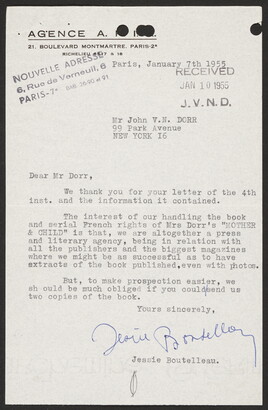 AGENCE A.
21. BOULEVARD MONTMARTRE. PARIS-2ᵉ
RICHELIEU
NOUVELLE ADRESSE
6, Rue de Verneuil, 6
PARIS-7ᵉ
Paris, January 7th 1955
RECEIVED
JAN 10 1955
J.V.N.D.
Mr John V.N. DORR
99 Park Avenue
NEW YORK 16
Dear Mr Dorr,
We thank you for your letter of the 4th
inst. and the information it contained.
The interest of our handling the book
and serial French rights of Mrs Dorr's "MOTHER
& CHILD" is that, we are altogether a press
and literary agency, being in relation with
all the publishers and the biggest magazines
where we might be as successful as to have
extracts of the book published, even with photos.
But, to make prospection easier, we
should be such obliged if you could send us
two copies of the book.
Yours sincerely,
Jessie Boutelleau
Jessie Boutelleau.